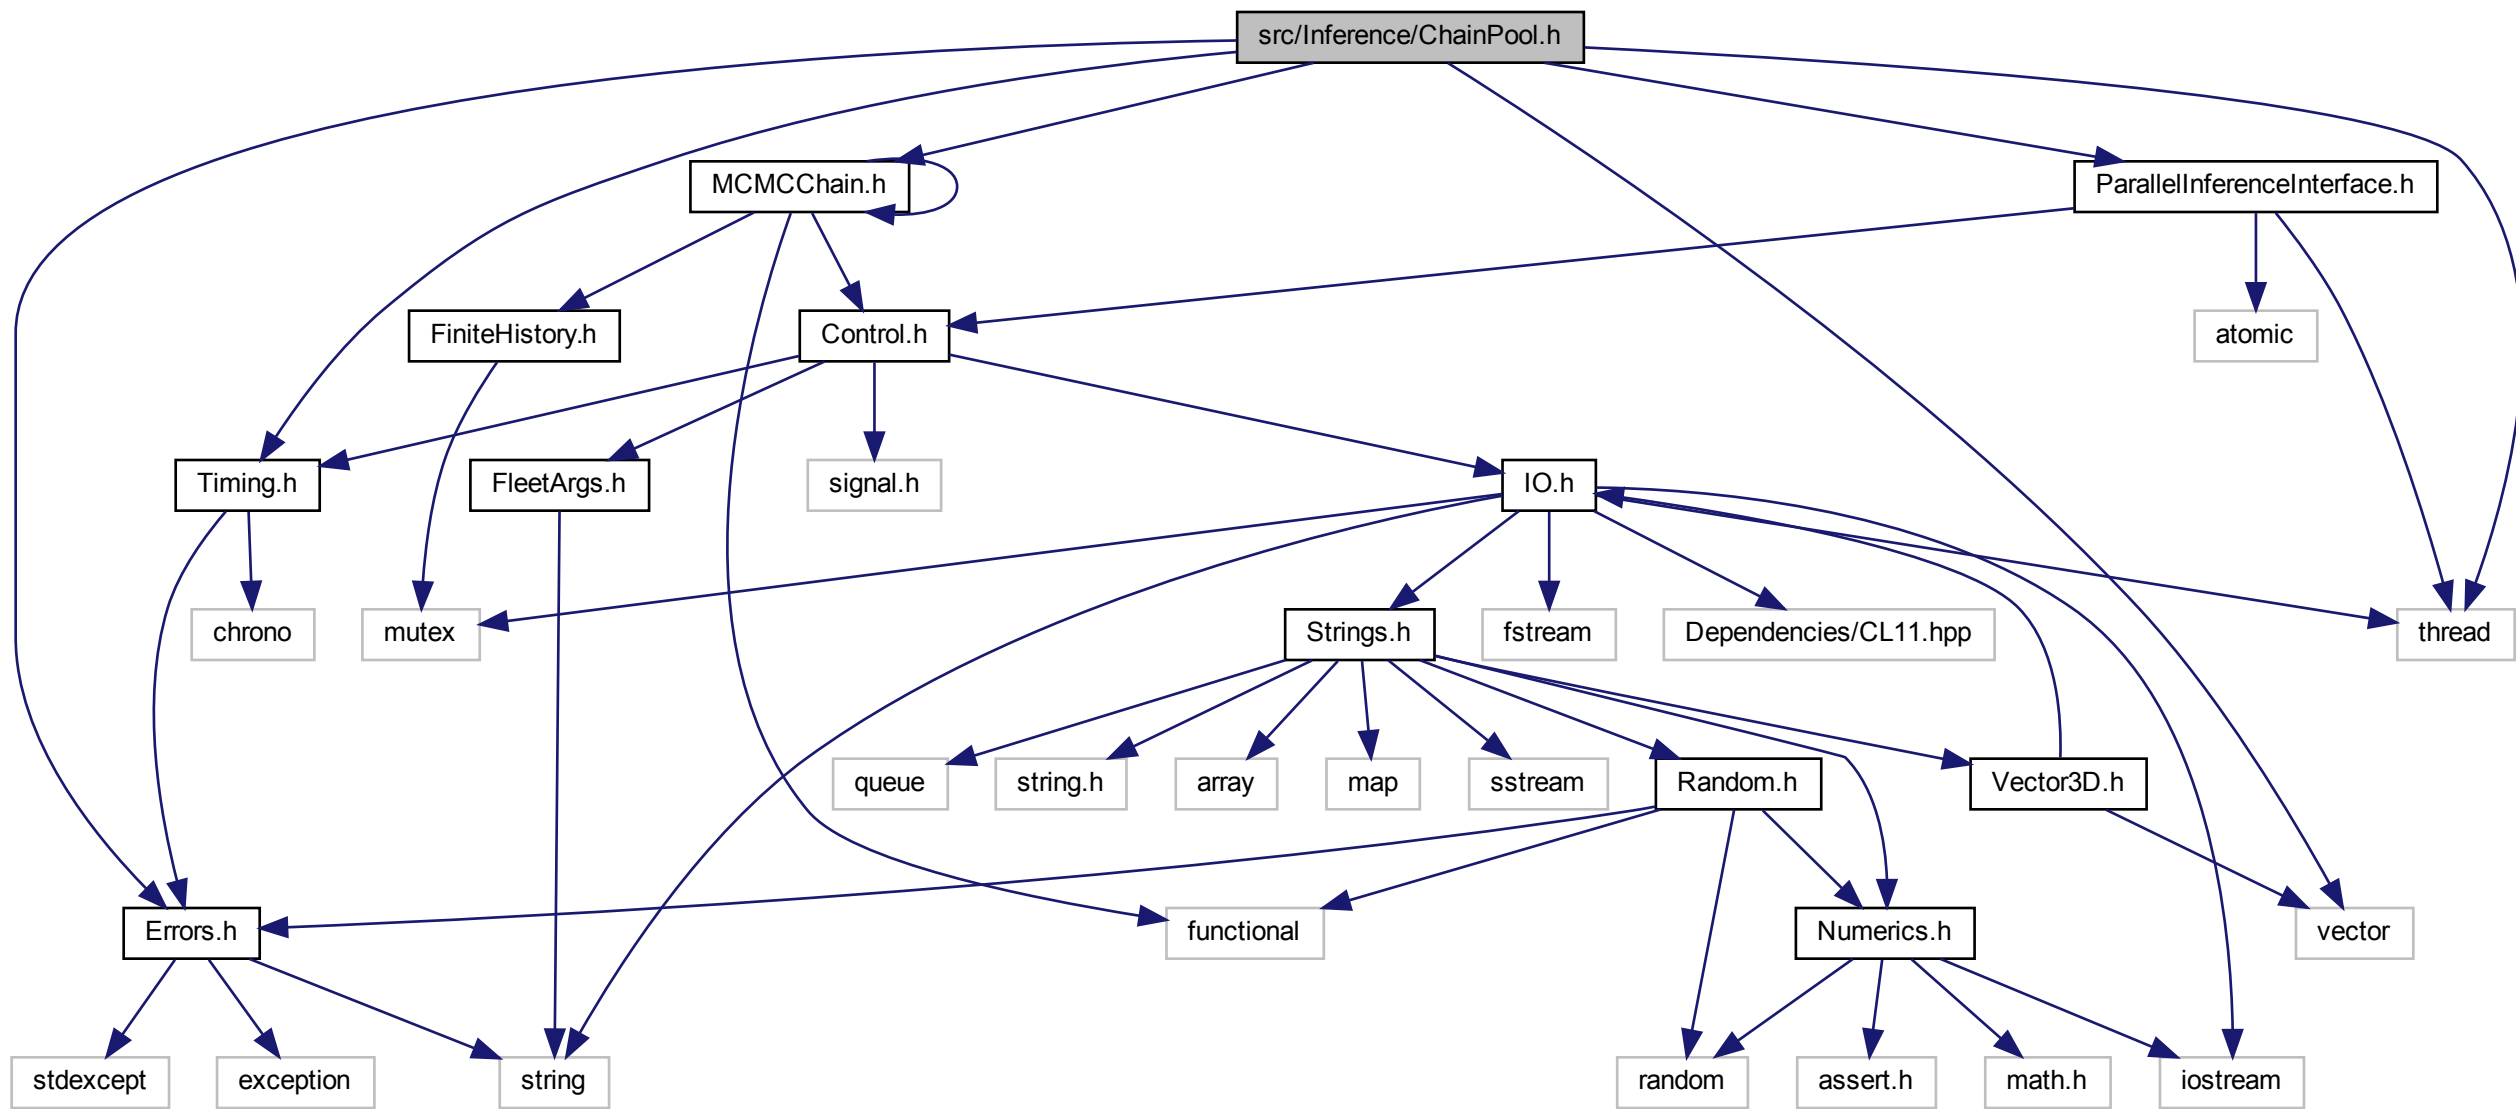 src/Inference/ChainPool.h
MCMCChain.h
ParallelInferenceInterface.h
FiniteHistory.h
Control.h
atomic
Timing.h
FleetArgs.h
signal.h
IO.h
chrono
mutex
Strings.h
fstream
Dependencies/CL11.hpp
thread
queue
string.h
array
map
sstream
Random.h
Vector3D.h
Errors.h
functional
Numerics.h
vector
stdexcept
exception
string
random
assert.h
math.h
iostream